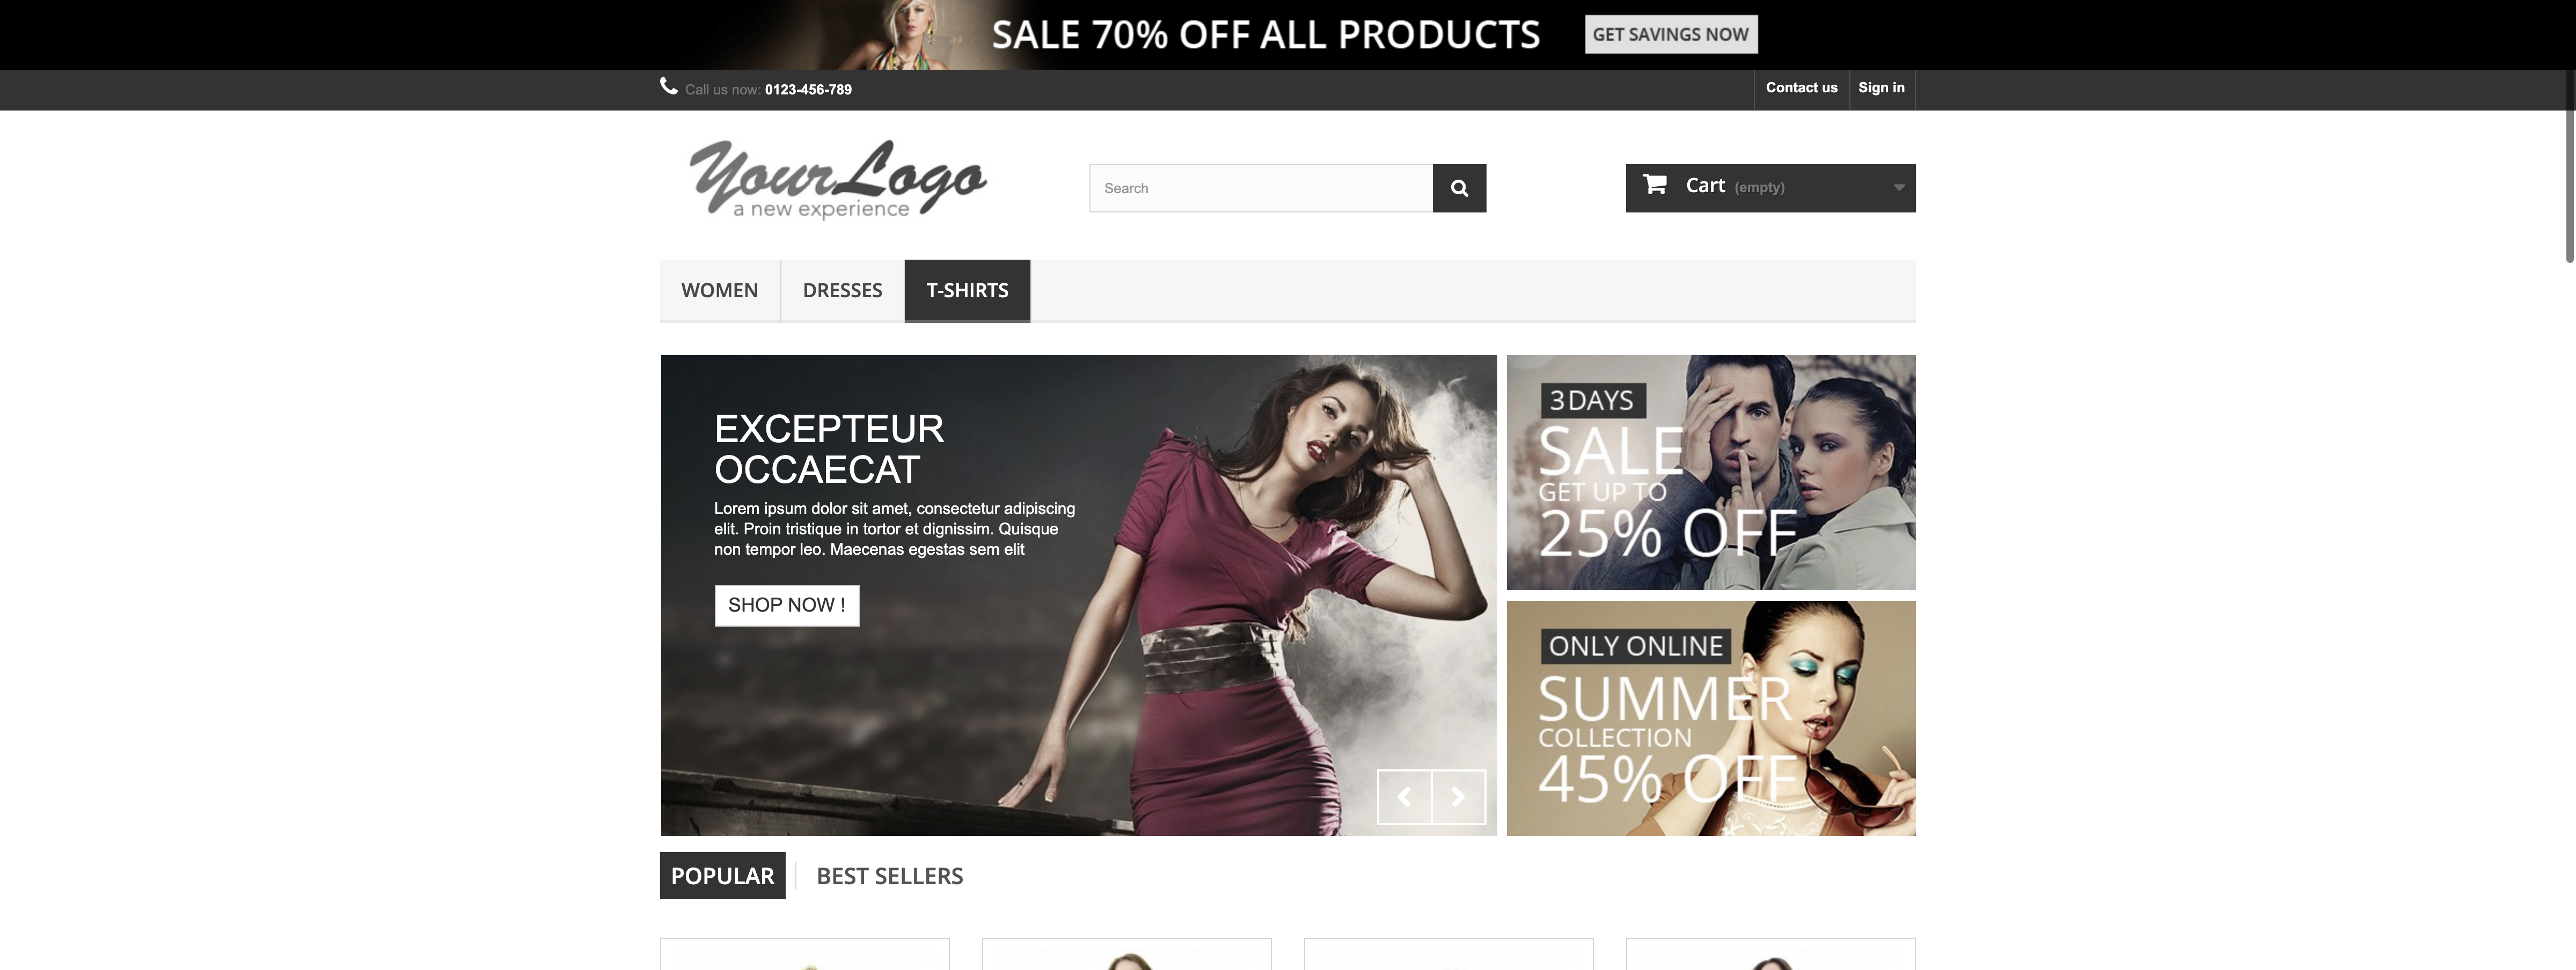 SALE 70% OFF ALL PRODUCTS
GET SAVINGS NOW
Call us now: 0123-456-789
Contact us
Sign in
YourLogo
a new experience
Search
Cart (empty)
WOMEN
DRESSES
T-SHIRTS
EXCEPTEUR
OCCAECAT
Lorem ipsum dolor sit amet, consectetur adipiscing
elit. Proin tristique in tortor et dignissim. Quisque
non tempor leo. Maecenas egestas sem elit
SHOP NOW !
3 DAYS
SALE
GET UP TO
25% OFF
ONLY ONLINE
SUMMER
COLLECTION
45% OFF
POPULAR
BEST SELLERS